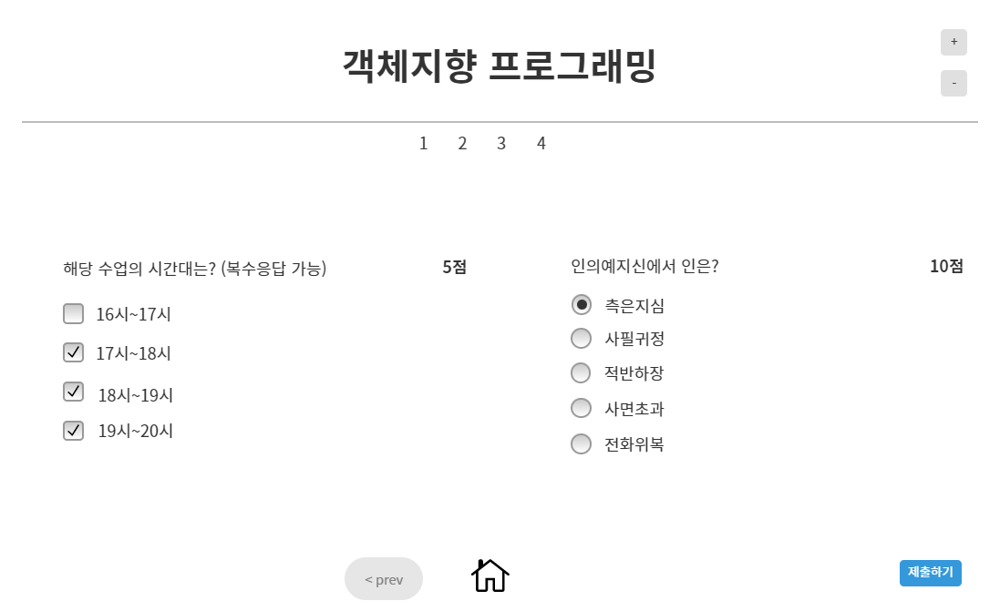 객체지향 프로그래밍
+
-
1 2 3 4
해당 수업의 시간대는? (복수응답 가능) 5점
16시~17시
17시~18시
18시~19시
19시~20시
인의예지신에서 인은? 10점
측은지심
사필귀정
적반하장
사면초과
전화위복
< prev
제출하기